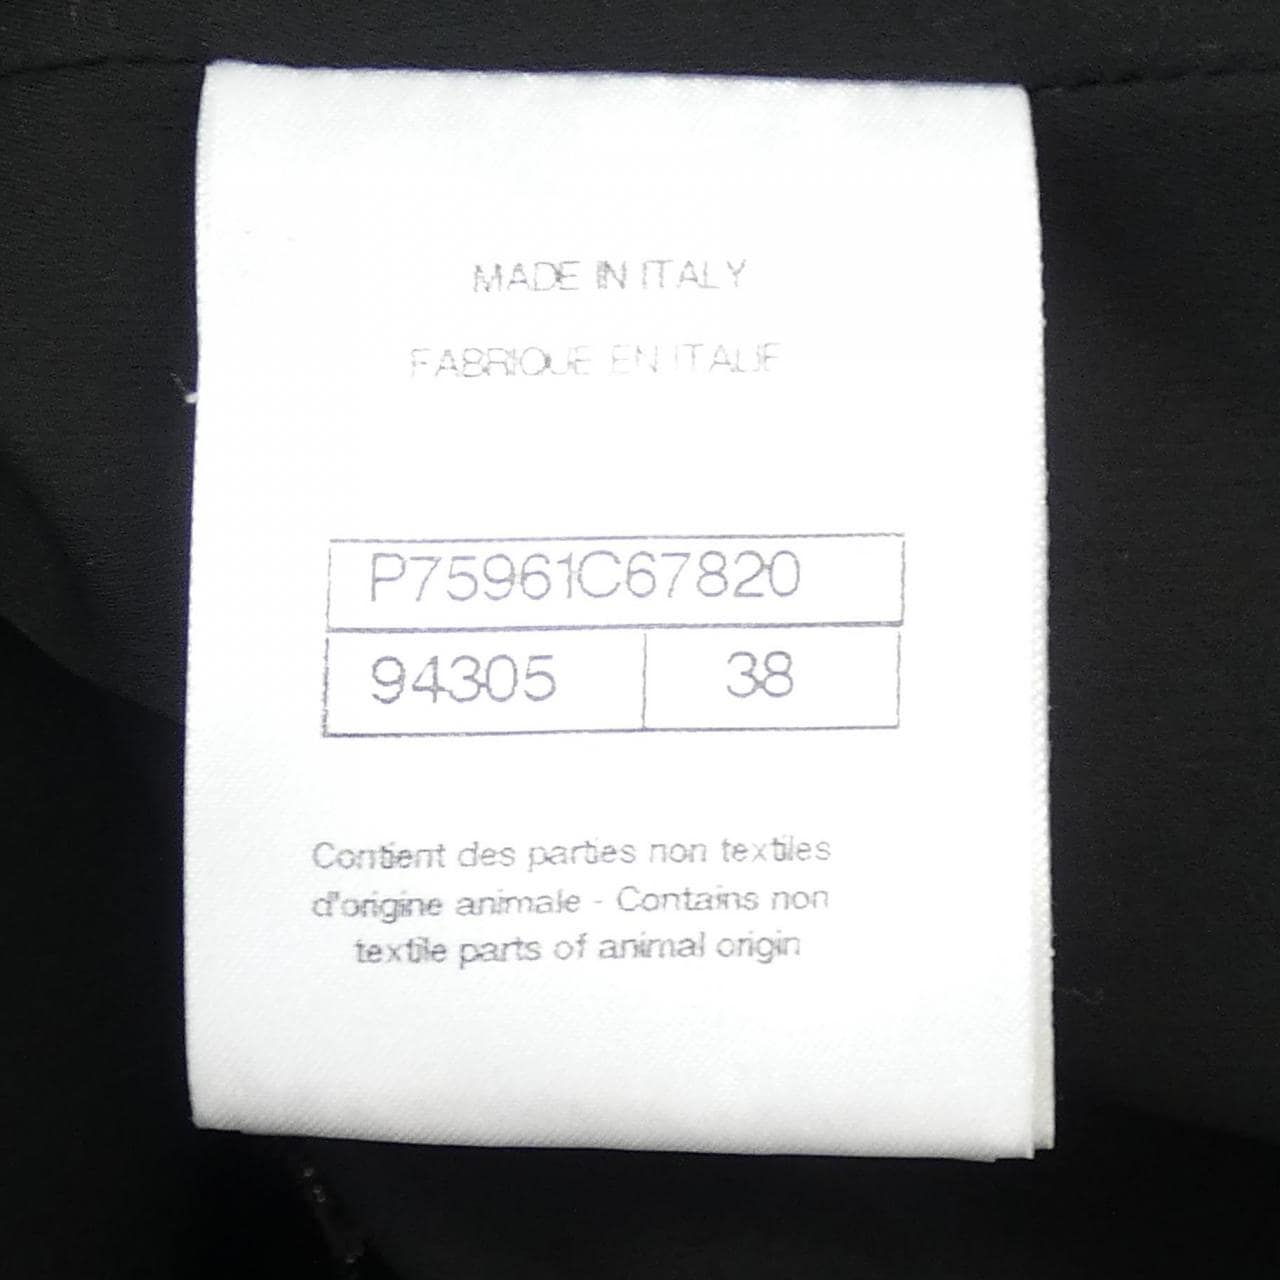 MADE IN ITALY
FABRIQUE EN ITALIE
P75961C67820
94305 38
Contient des parties non textiles
d'origine animale - Contains non
textile parts of animal origin